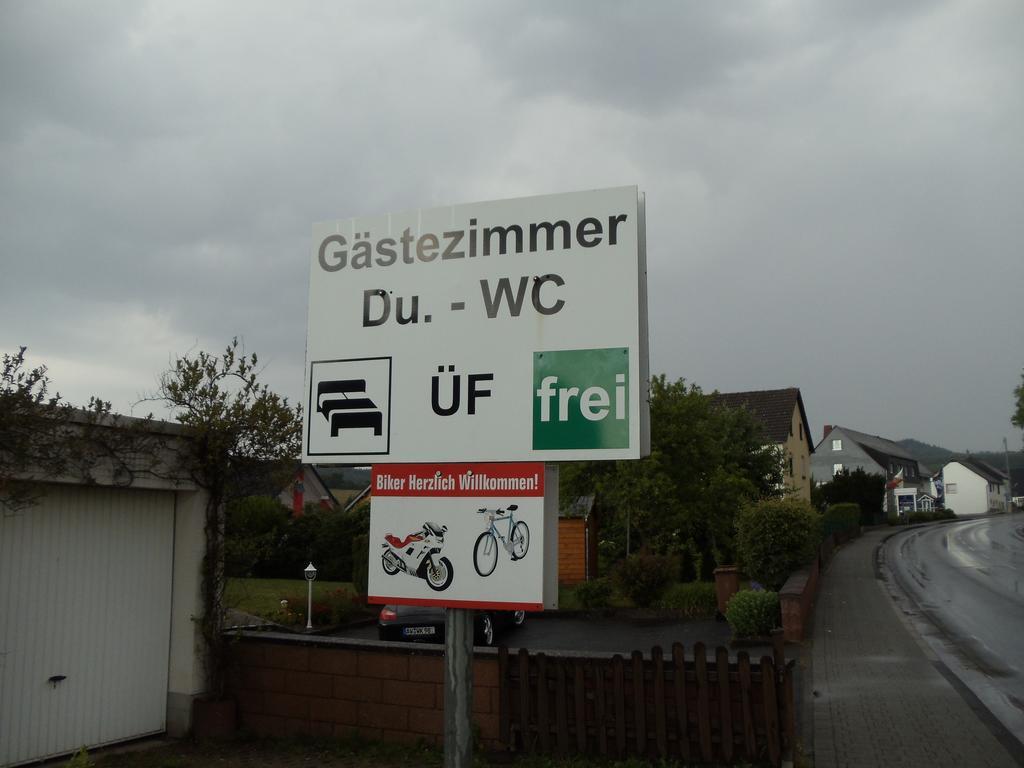 Gästezimmer
Du. - WC
ÜF
frei
Biker Herzlich Willkommen!